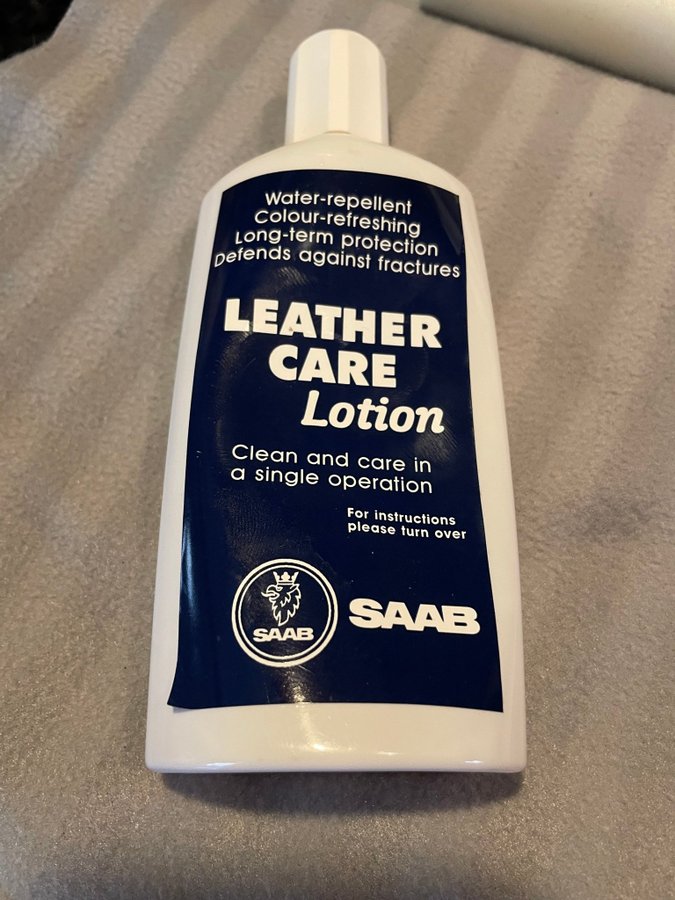 Water-repellent
Colour-refreshing
Long-term protection
Defends against fractures
LEATHER
CARE
Lotion
Clean and care in
a single operation
For instructions
please turn over
SAAB
SAAB